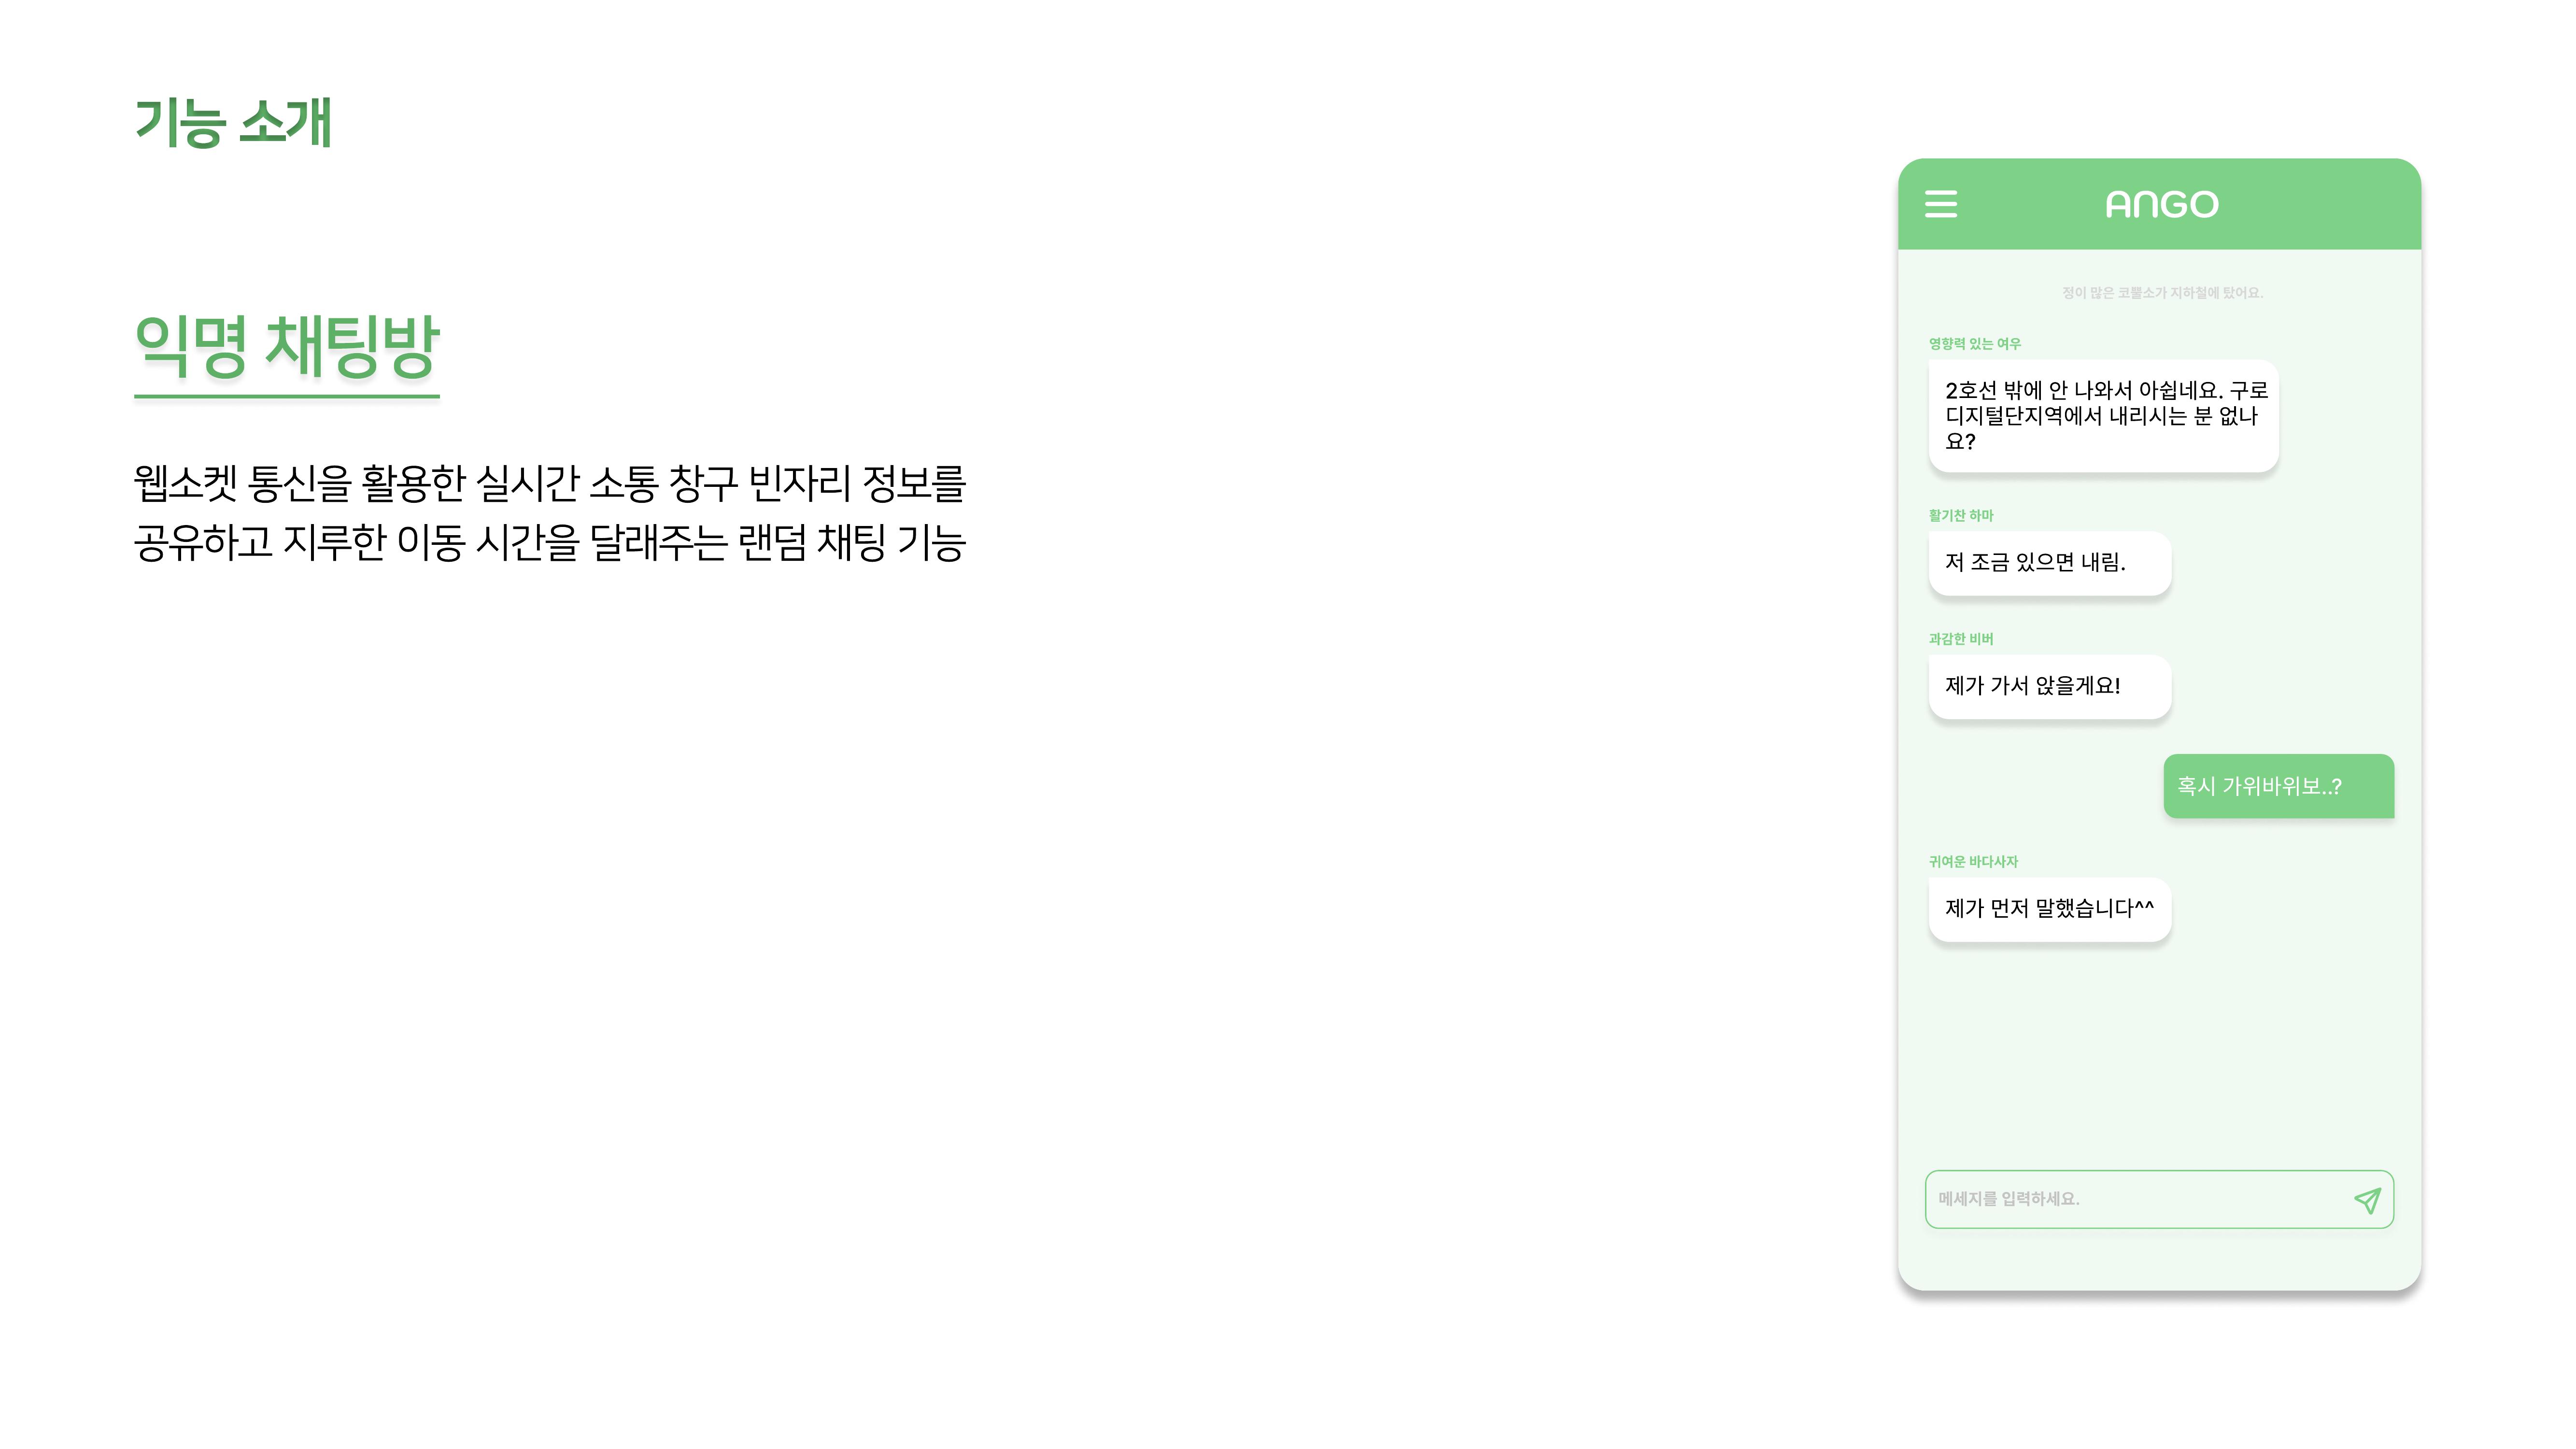 기능 소개
익명 채팅방
웹소켓 통신을 활용한 실시간 소통 창구 빈자리 정보를
공유하고 지루한 이동 시간을 달래주는 랜덤 채팅 기능
ANGO
정이 많은 코뿔소가 지하철에 탔어요.
영향력 있는 여우
2호선 밖에 안 나와서 아쉽네요. 구로
디지털단지역에서 내리시는 분 없나
요?
활기찬 하마
저 조금 있으면 내림.
과감한 비버
제가 가서 앉을게요!
혹시 가위바위보..?
귀여운 바다사자
제가 먼저 말했습니다^^
메세지를 입력하세요.